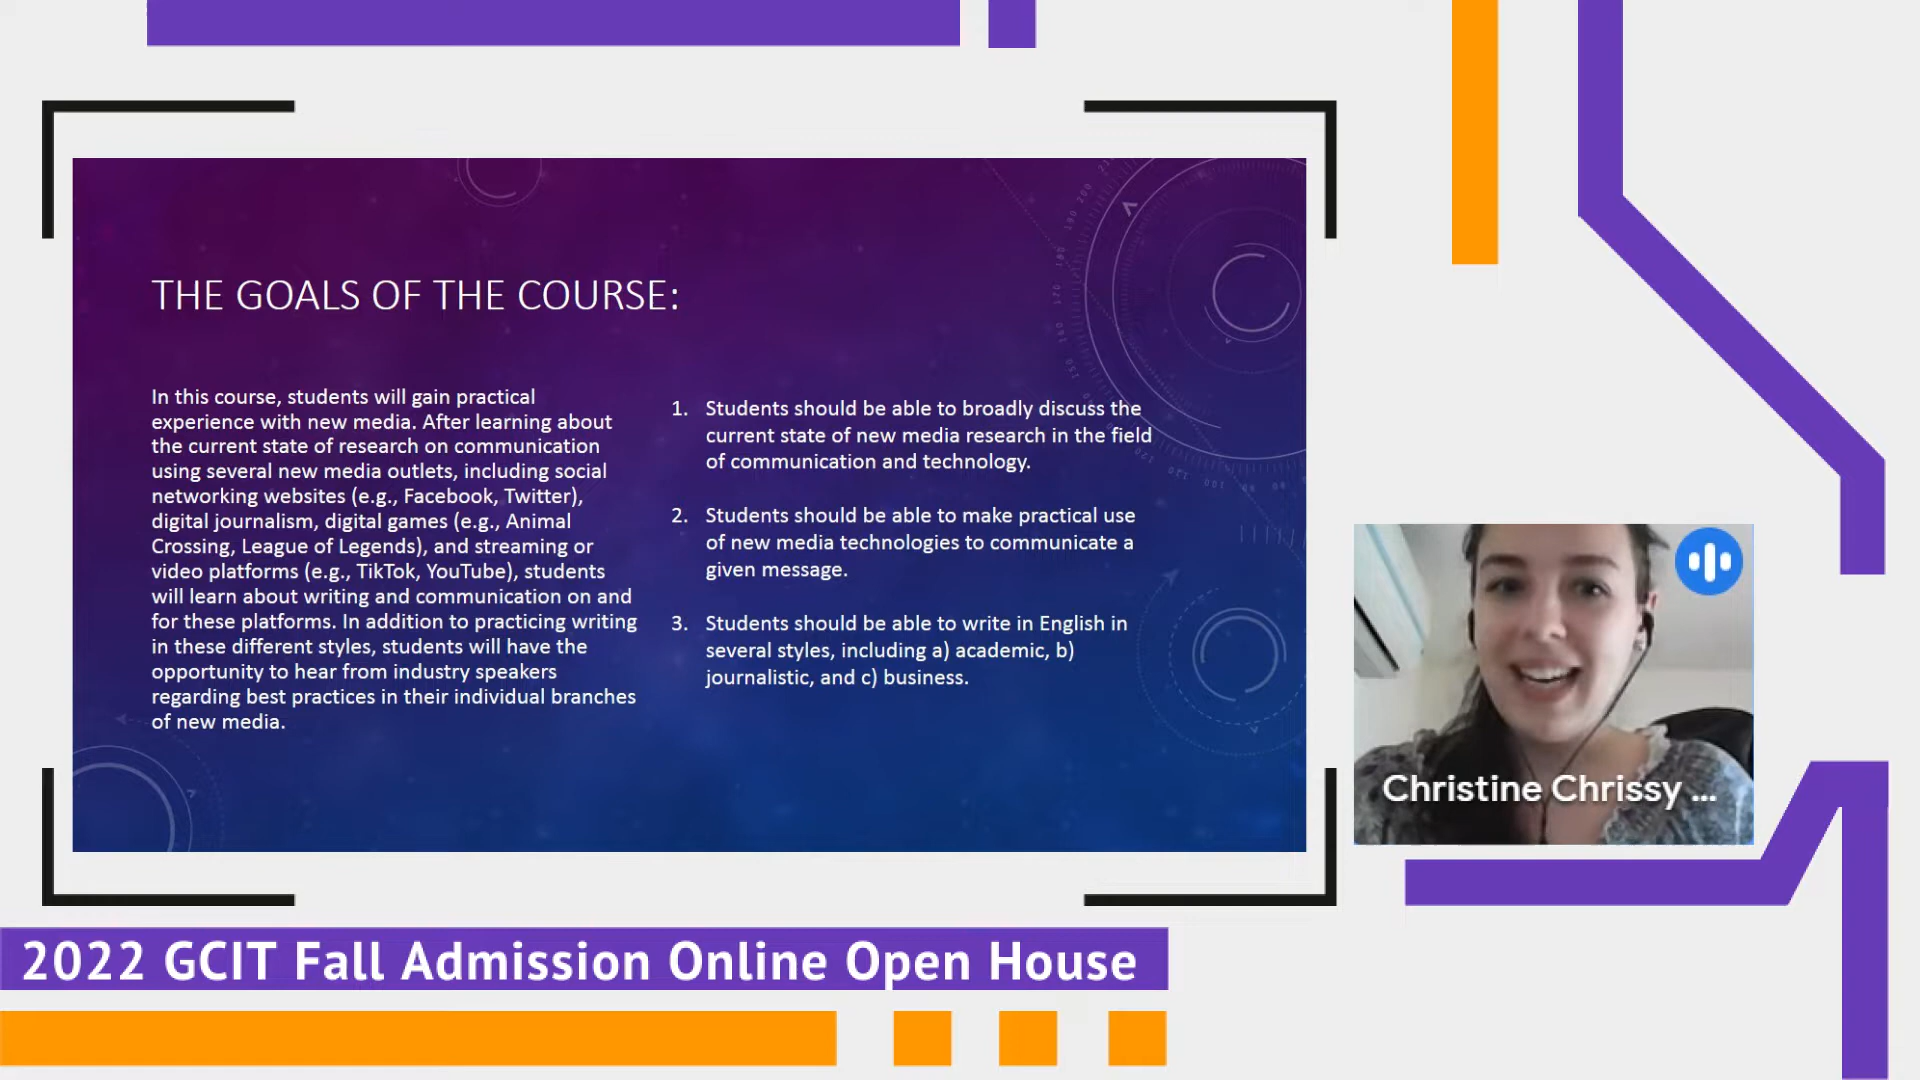 THE GOALS OF THE COURSE:
In this course, students will gain practical
experience with new media. After learning about
the current state of research on communication
using several new media outlets, including social
networking websites (e.g., Facebook, Twitter),
digital journalism, digital games (e.g., Animal
Crossing, League of Legends), and streaming or
video platforms (e.g., TikTok, YouTube), students
will learn about writing and communication on and
for these platforms. In addition to practicing writing
in these different styles, students will have the
opportunity to hear from industry speakers
regarding best practices in their individual branches
of new media.
1. Students should be able to broadly discuss the
current state of new media research in the field
of communication and technology.
2. Students should be able to make practical use
of new media technologies to communicate a
given message.
3. Students should be able to write in English in
several styles, including a) academic, b)
journalistic, and c) business.
Christine Chrissy ...
2022 GCIT Fall Admission Online Open House